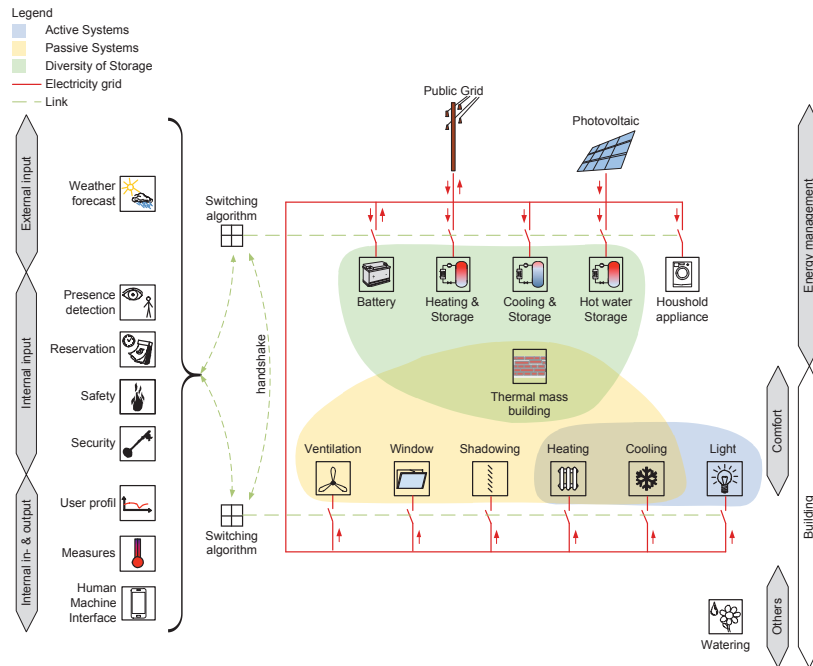 Legend
Active Systems
Passive Systems
Diversity of Storage
Electricity grid
Link
Public Grid
Photovoltaic
External input
Weather
forecast
Switching
algorithm
Energy management
Battery
Heating &
Storage
Cooling &
Storage
Hot water
Storage
Houshold
appliance
Internal input
Presence
detection
Reservation
Safety
Security
handshake
Thermal mass
building
Comfort
Ventilation
Window
Shadowing
Heating
Cooling
Light
Internal in- & output
User profil
Measures
Human
Machine
Interface
Switching
algorithm
Building
Others
Watering